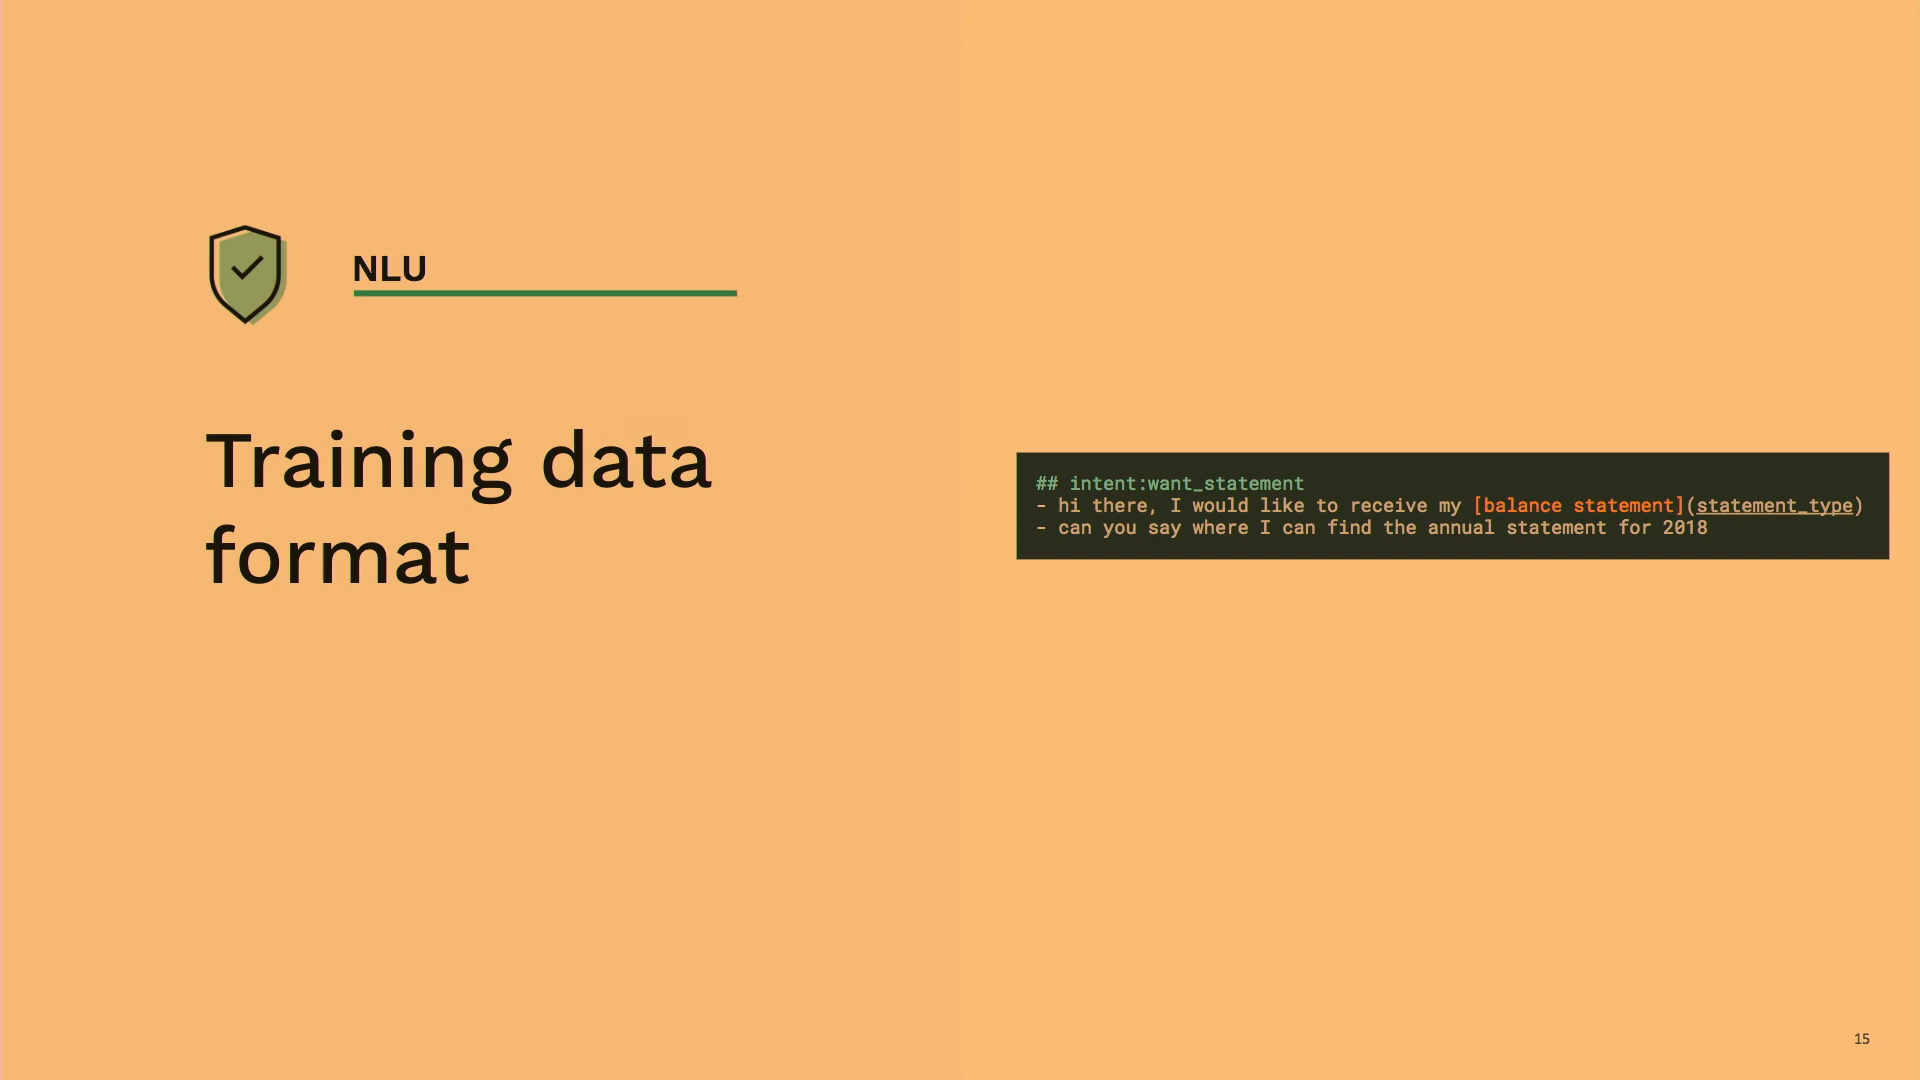 NLU
Training data
format
## intent:want_statement
- hi there, I would like to receive my [balance statement](statement_type)
- can you say where I can find the annual statement for 2018
15